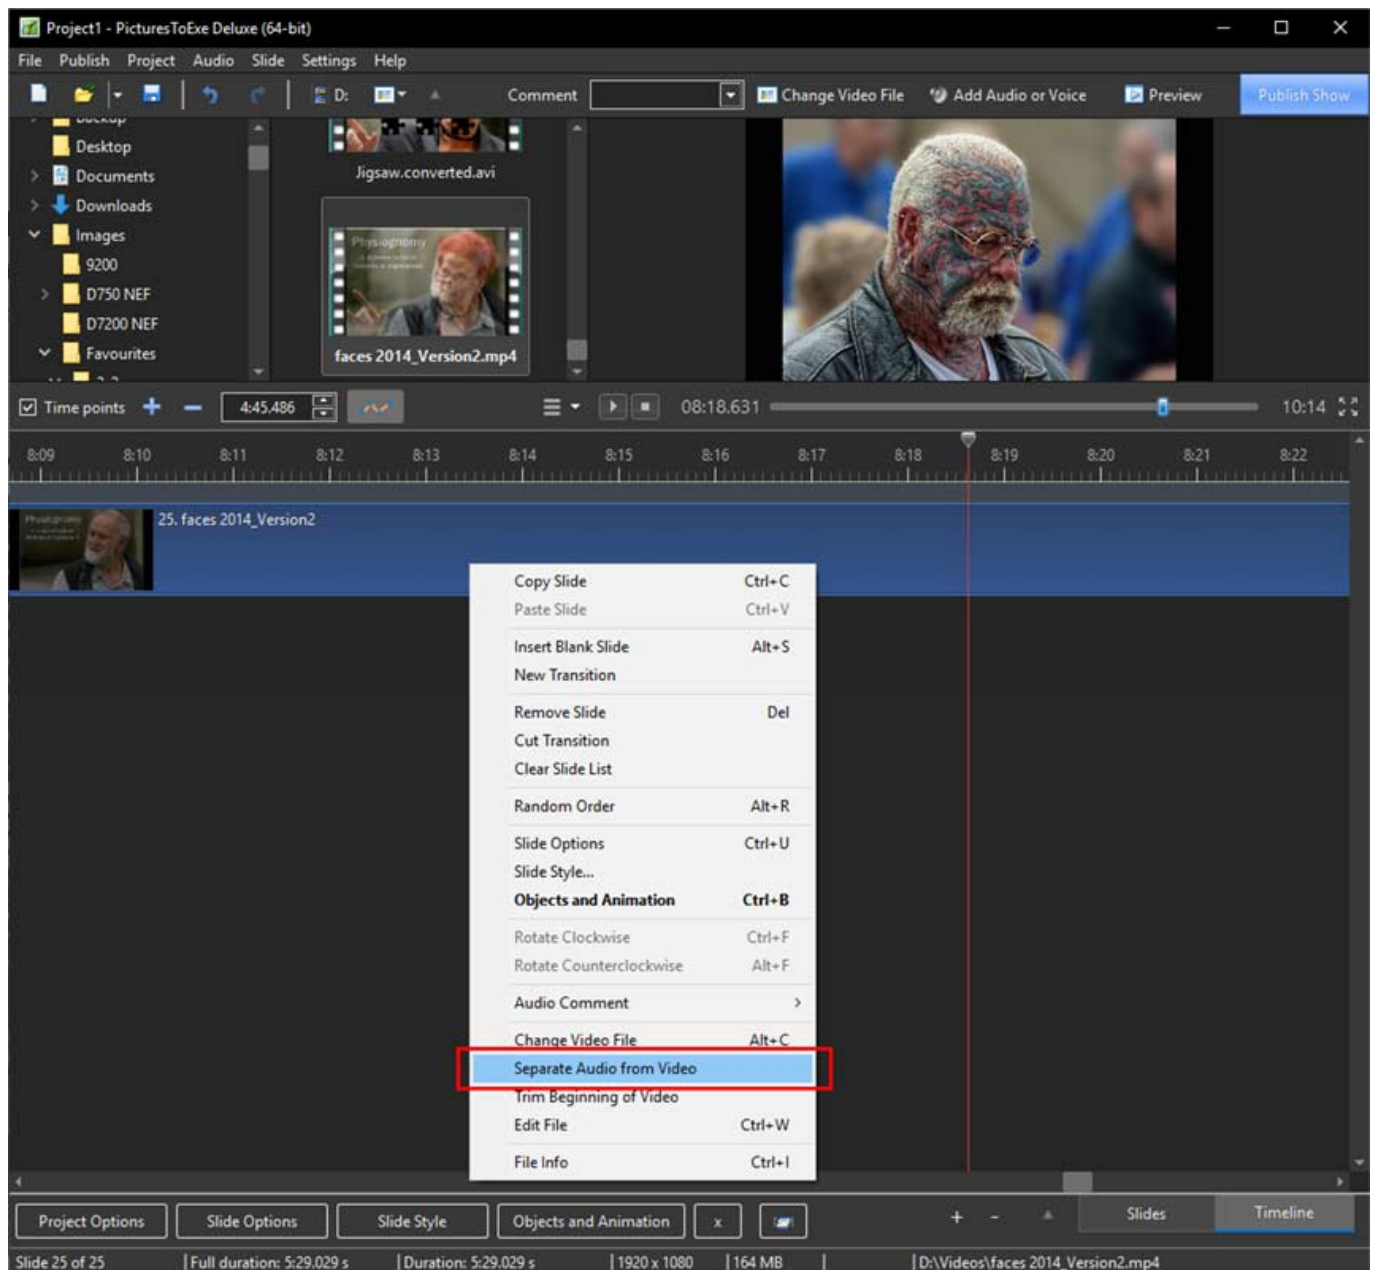 Project1 - PicturesToExe Deluxe (64-bit)
File Publish Project Audio Slide Settings Help
D: Comment Change Video File Add Audio or Voice Preview Publish Show
Desktop
Documents
Downloads
Images
9200
D750 NEF
D7200 NEF
Favourites
Jigsaw.converted.avi
Physiognomy
faces 2014_Version2.mp4
Time points 4:45.486 08:18.631 10:14
8:09 8:10 8:11 8:12 8:13 8:14 8:15 8:16 8:17 8:18 8:19 8:20 8:21 8:22
25. faces 2014_Version2
Copy Slide Ctrl+C
Paste Slide Ctrl+V
Insert Blank Slide Alt+S
New Transition
Remove Slide Del
Cut Transition
Clear Slide List
Random Order Alt+R
Slide Options Ctrl+U
Slide Style...
Objects and Animation Ctrl+B
Rotate Clockwise Ctrl+F
Rotate Counterclockwise Alt+F
Audio Comment
Change Video File Alt+C
Separate Audio from Video
Trim Beginning of Video
Edit File Ctrl+W
File Info Ctrl+I
Project Options Slide Options Slide Style Objects and Animation x + - Slides Timeline
Slide 25 of 25 Full duration: 5:29.029 s Duration: 5:29.029 s 1920 x 1080 164 MB D:\Videos\faces 2014_Version2.mp4